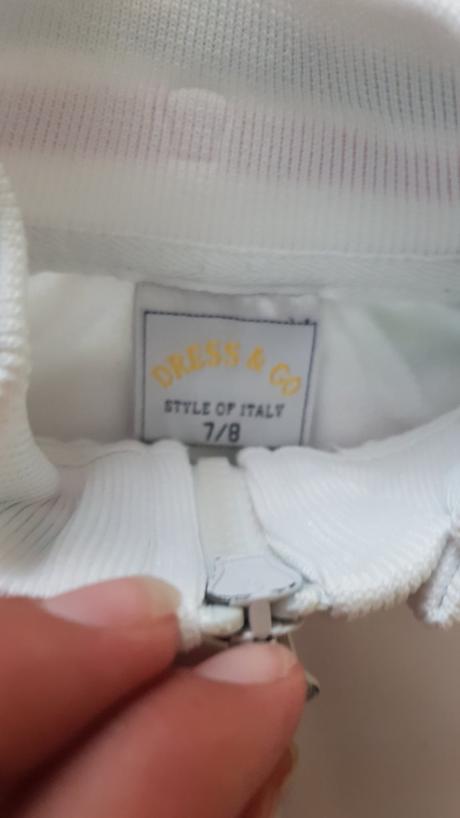 DRESS & GO
STYLE OF ITALY
7/8